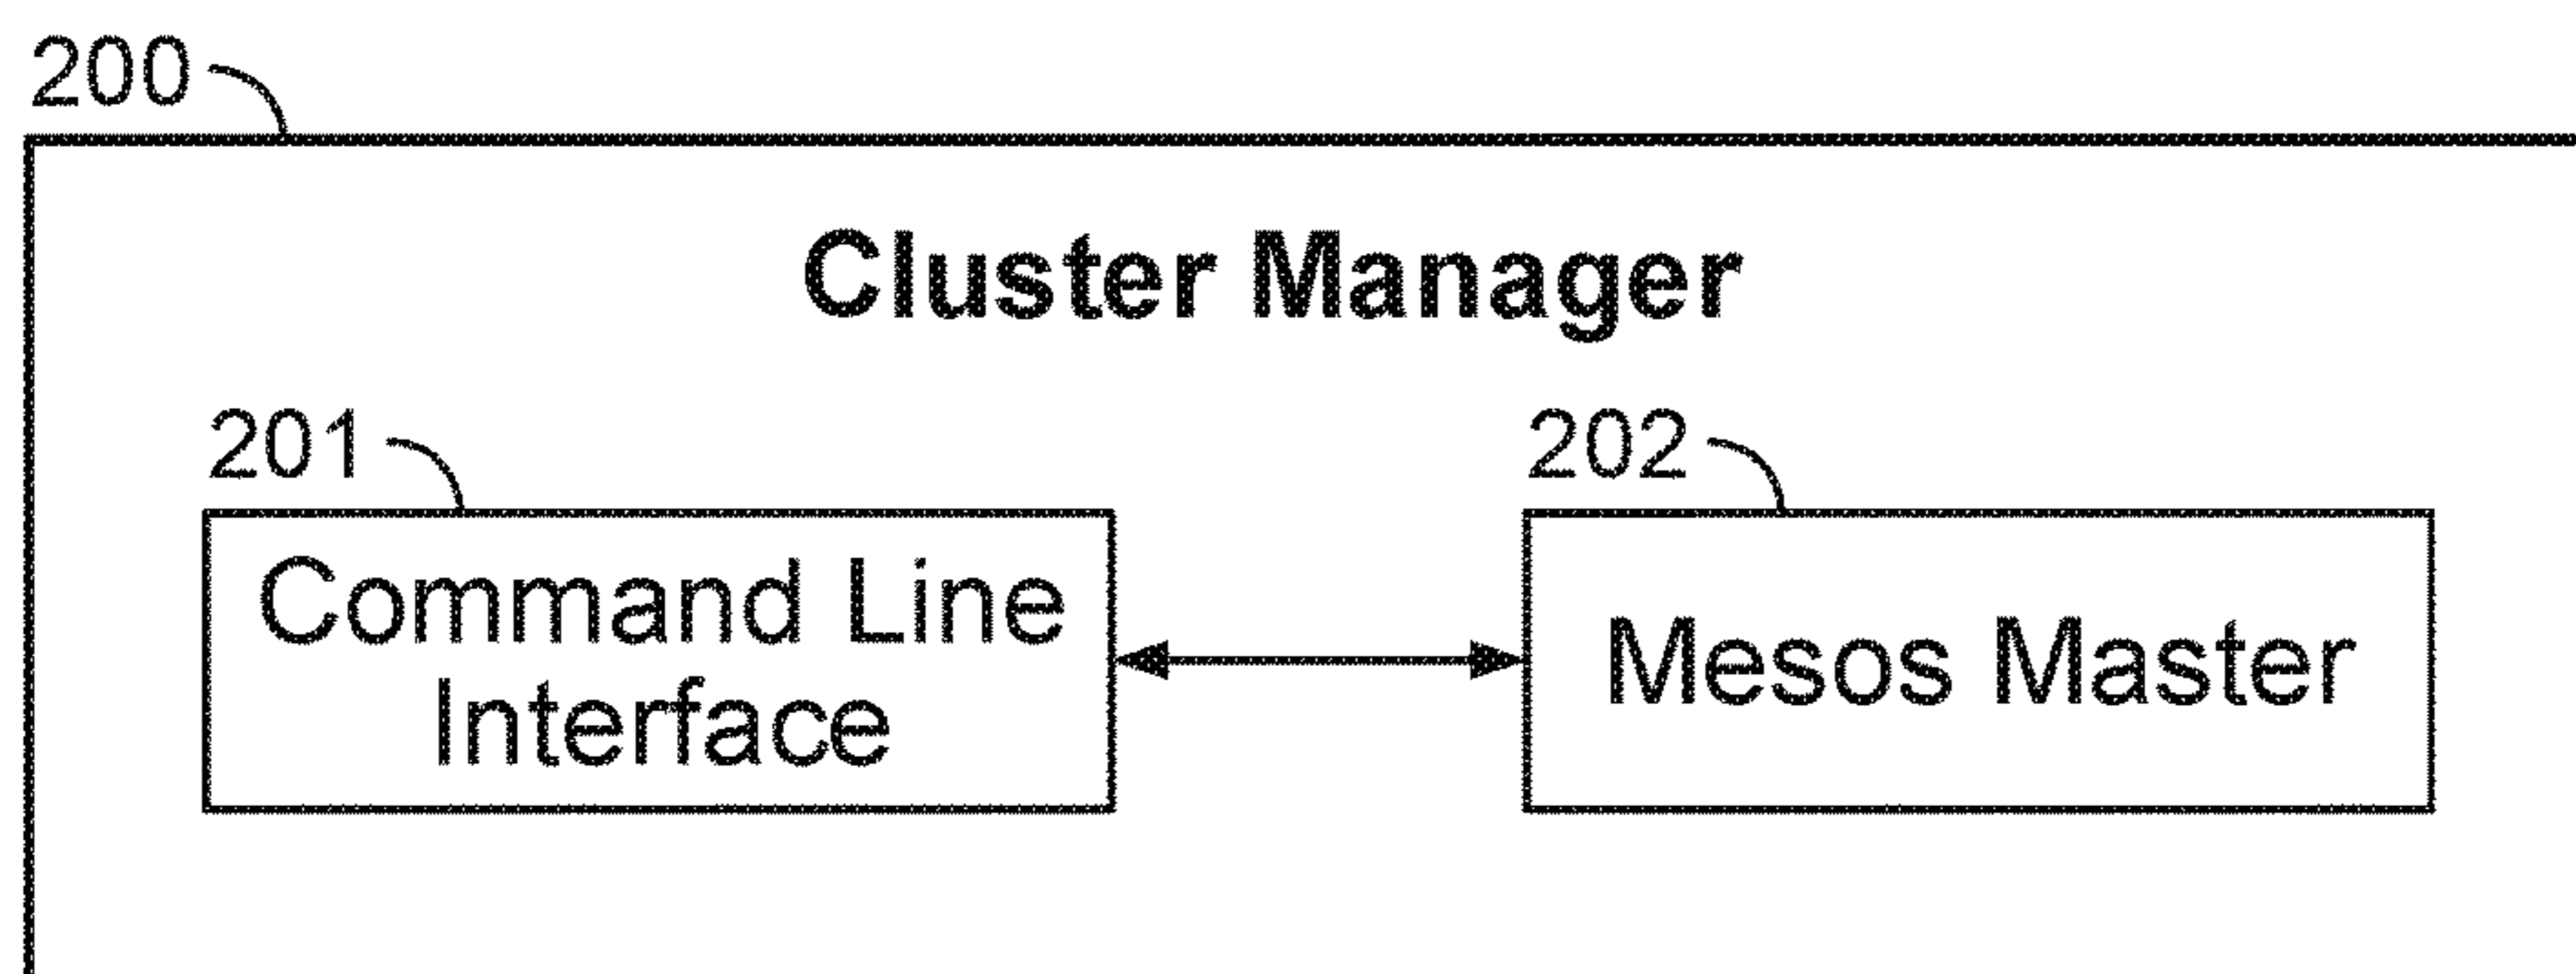 200
Cluster Manager
201
202
Command Line
Interface
Mesos Master